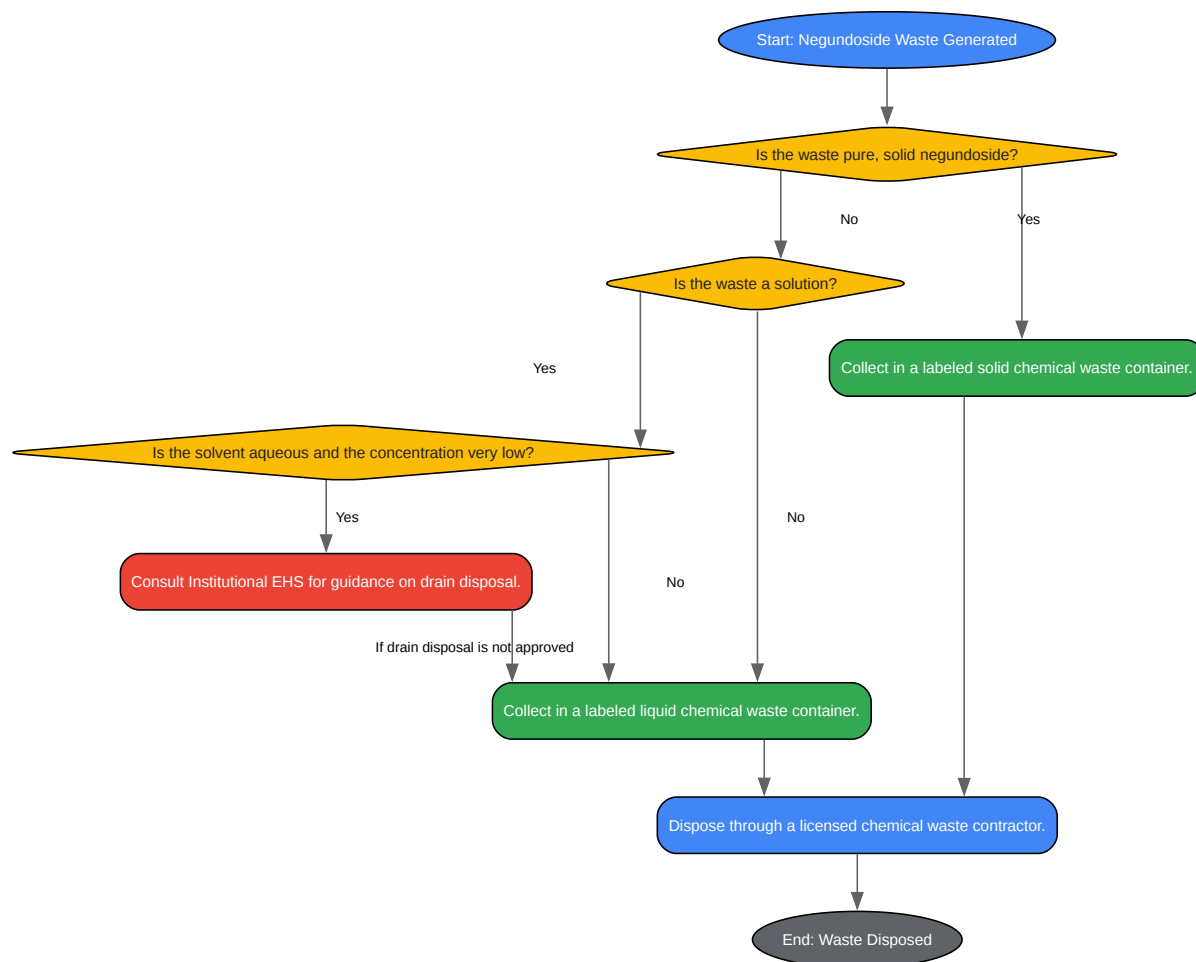 Start: Negundoside Waste Generated
Is the waste pure, solid negundoside?
No
Yes
Is the waste a solution?
Yes
Collect in a labeled solid chemical waste container.
Is the solvent aqueous and the concentration very low?
Yes
No
Consult Institutional EHS for guidance on drain disposal.
No
If drain disposal is not approved
Collect in a labeled liquid chemical waste container.
Dispose through a licensed chemical waste contractor.
End: Waste Disposed